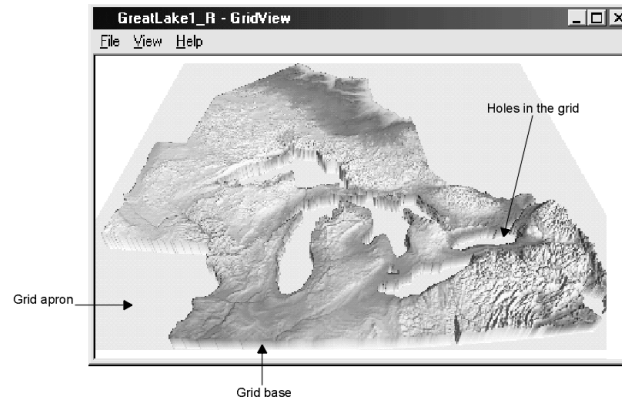 GreatLake1_R - GridView
File View Help
Holes in the grid
Grid apron
Grid base